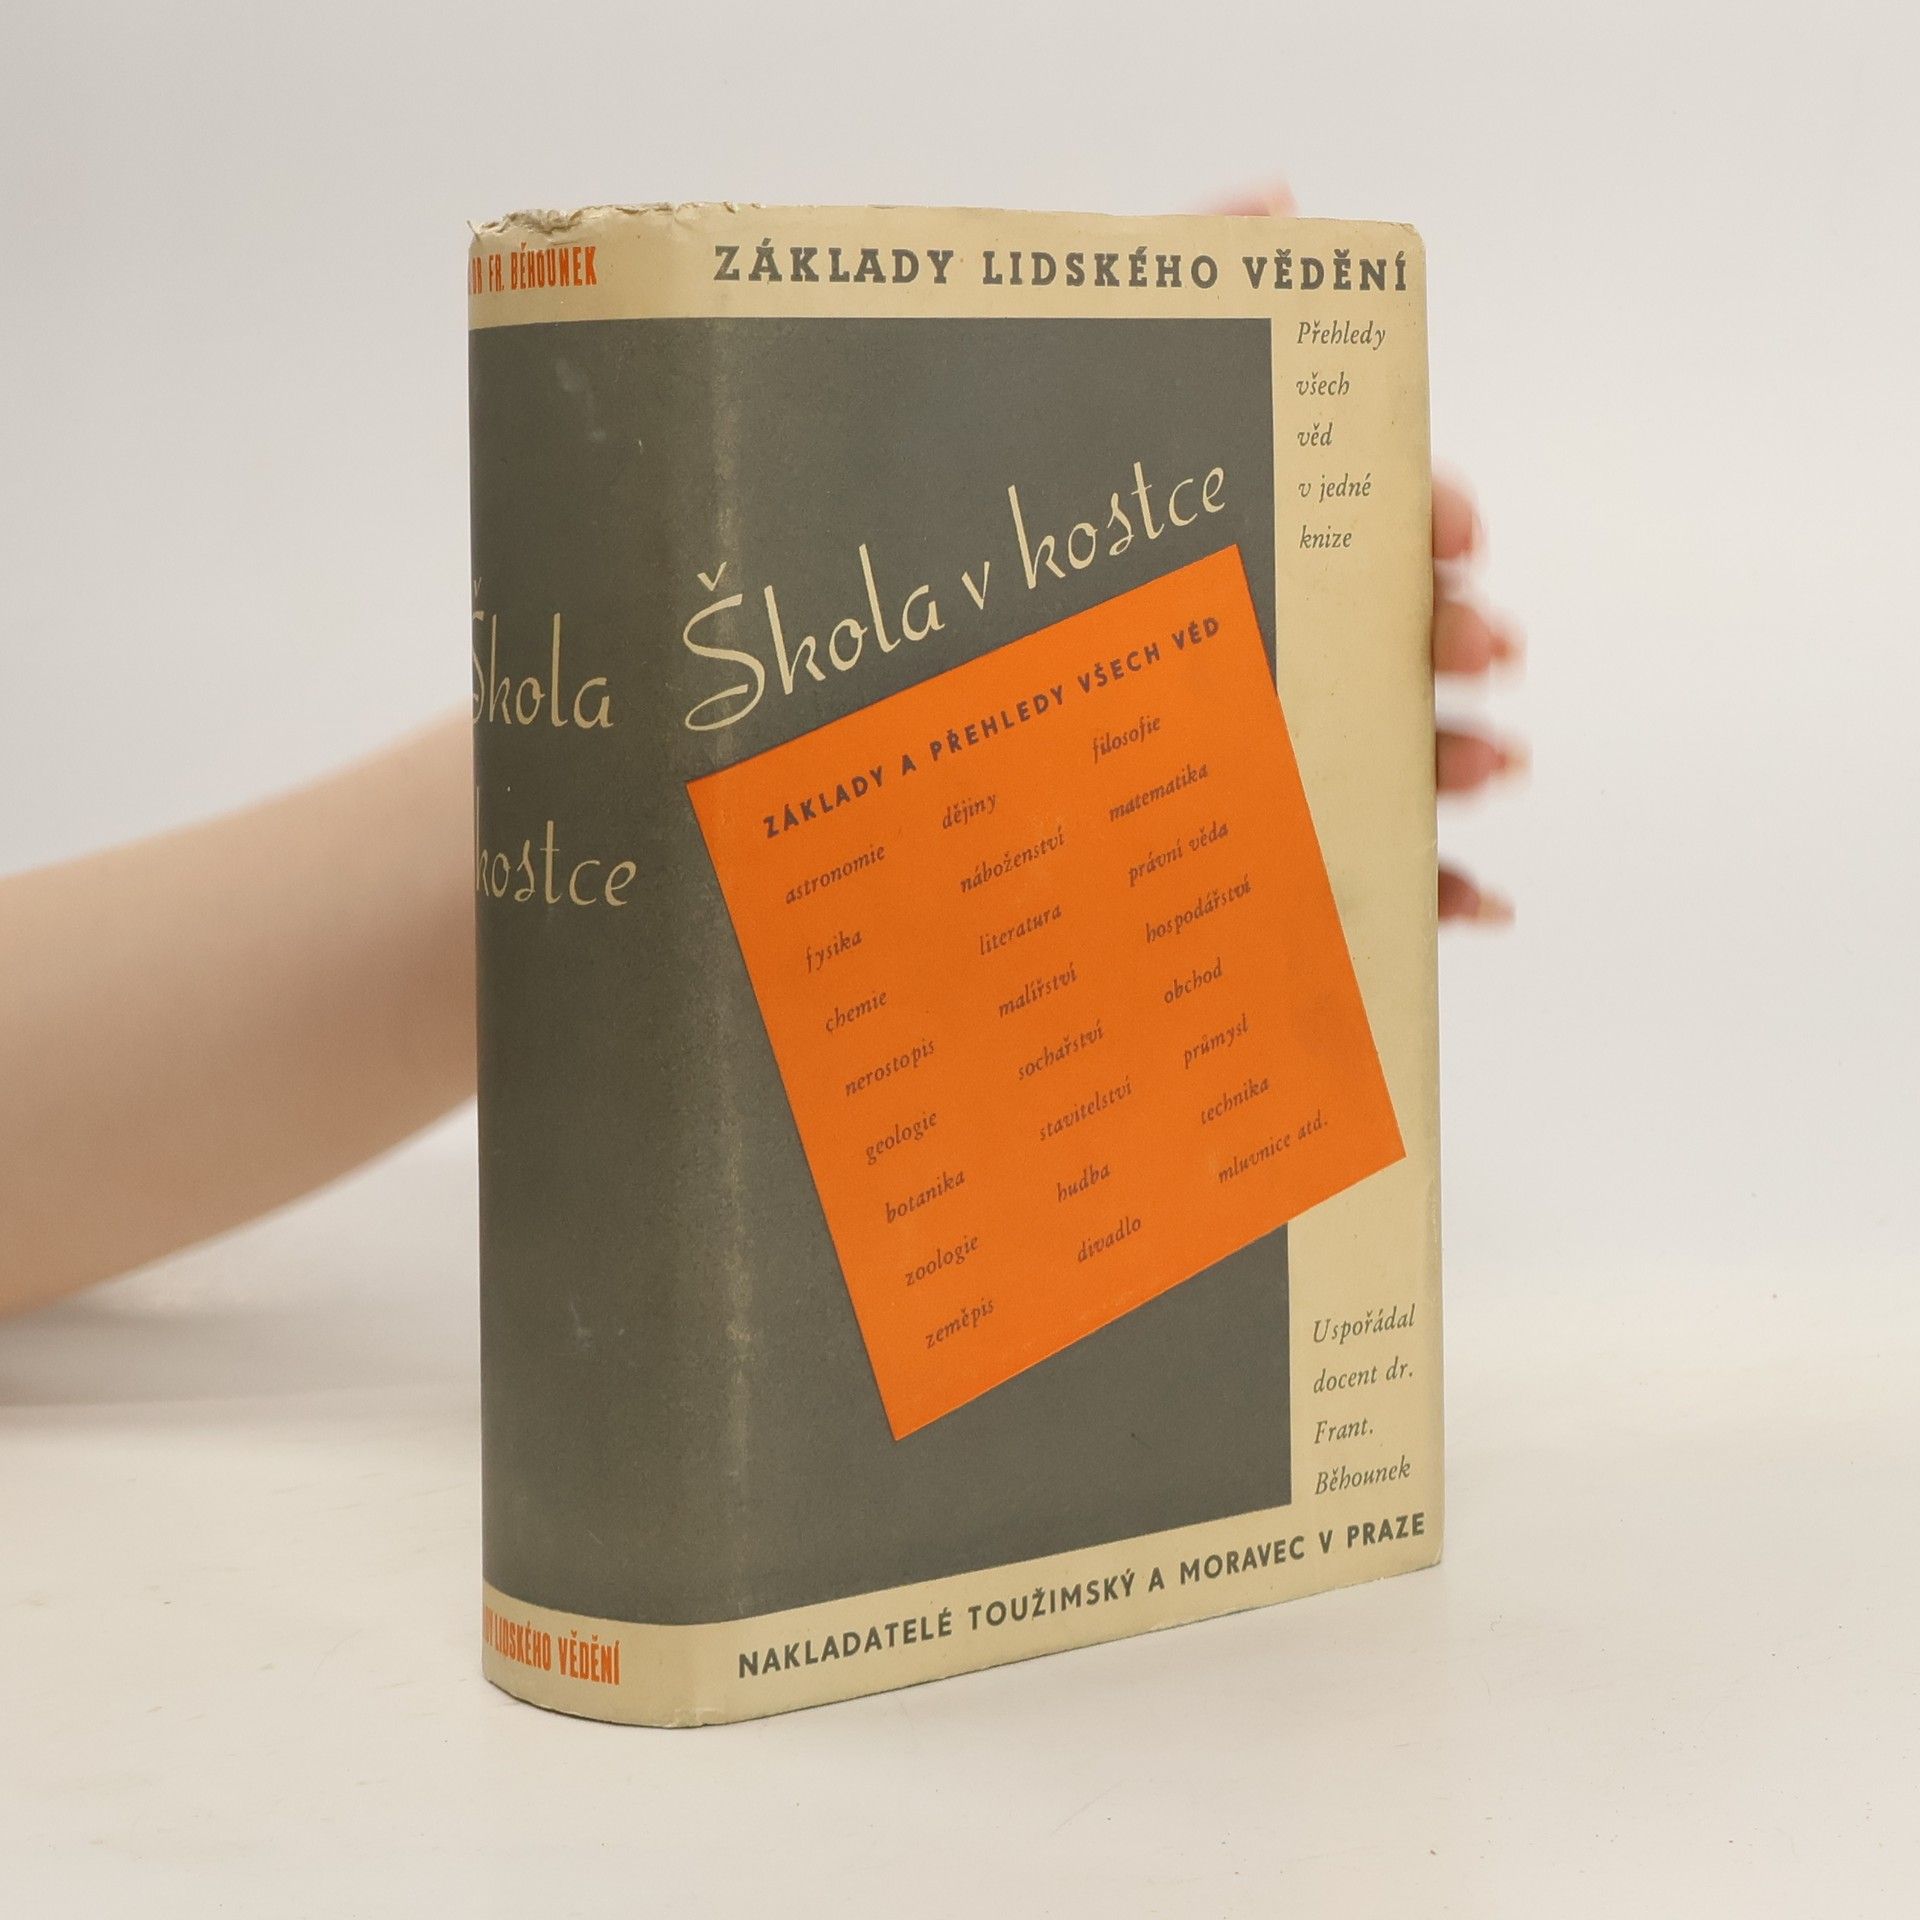 DR FR. BĚHOUNEK
Škola
kostce
LIDSKÉHO VĚDĚNÍ
ZÁKLADY LIDSKÉHO VĚDĚNÍ
Přehledy
všech
věd
v jedné
knize
Škola v kostce
ZÁKLADY A PŘEHLEDY VŠECH VĚD
astronomie
fysika
chemie
nerostopis
geologie
botanika
zoologie
zeměpis
dějiny
náboženství
literatura
malířství
sochařství
stavitelství
hudba
divadlo
filosofie
matematika
právní věda
hospodářství
obchod
průmysl
technika
mluvnice atd.
Uspořádal
docent dr.
Frant.
Běhounek
NAKLADATELÉ TOUŽIMSKÝ A MORAVEC V PRAZE